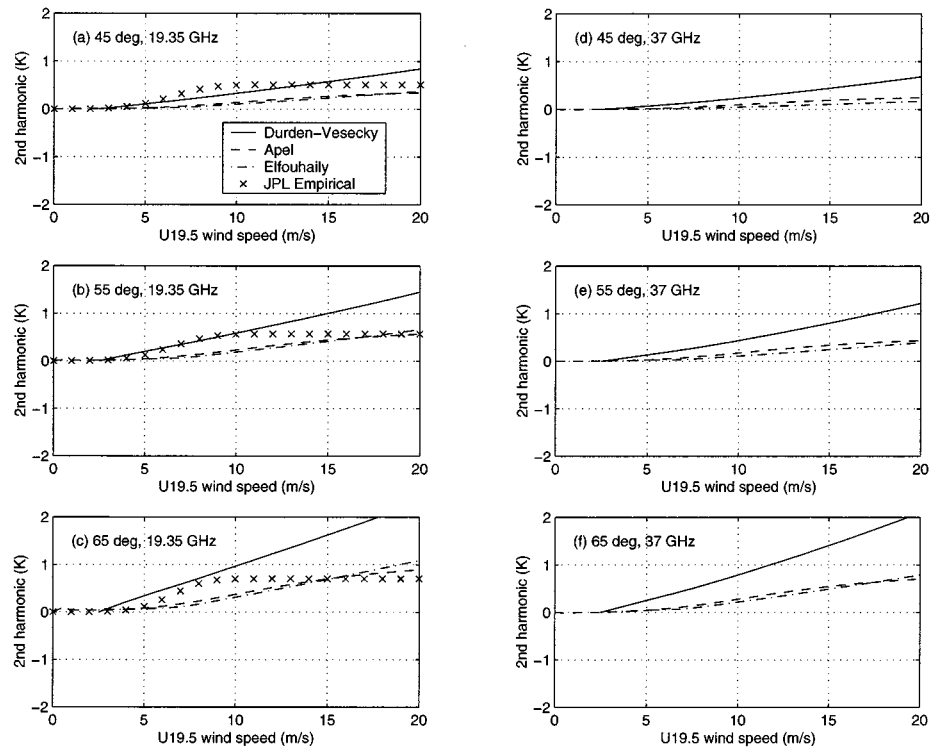 (a) 45 deg, 19.35 GHz
2nd harmonic (K)
2
1
0
−1
−2
Durden−Vesecky
Apel
Elfouhaily
JPL Empirical
0 5 10 15 20
U19.5 wind speed (m/s)
(d) 45 deg, 37 GHz
2nd harmonic (K)
2
1
0
−1
−2
0 5 10 15 20
U19.5 wind speed (m/s)
(b) 55 deg, 19.35 GHz
2nd harmonic (K)
2
1
0
−1
−2
0 5 10 15 20
U19.5 wind speed (m/s)
(e) 55 deg, 37 GHz
2nd harmonic (K)
2
1
0
−1
−2
0 5 10 15 20
U19.5 wind speed (m/s)
(c) 65 deg, 19.35 GHz
2nd harmonic (K)
2
1
0
−1
−2
0 5 10 15 20
U19.5 wind speed (m/s)
(f) 65 deg, 37 GHz
2nd harmonic (K)
2
1
0
−1
−2
0 5 10 15 20
U19.5 wind speed (m/s)